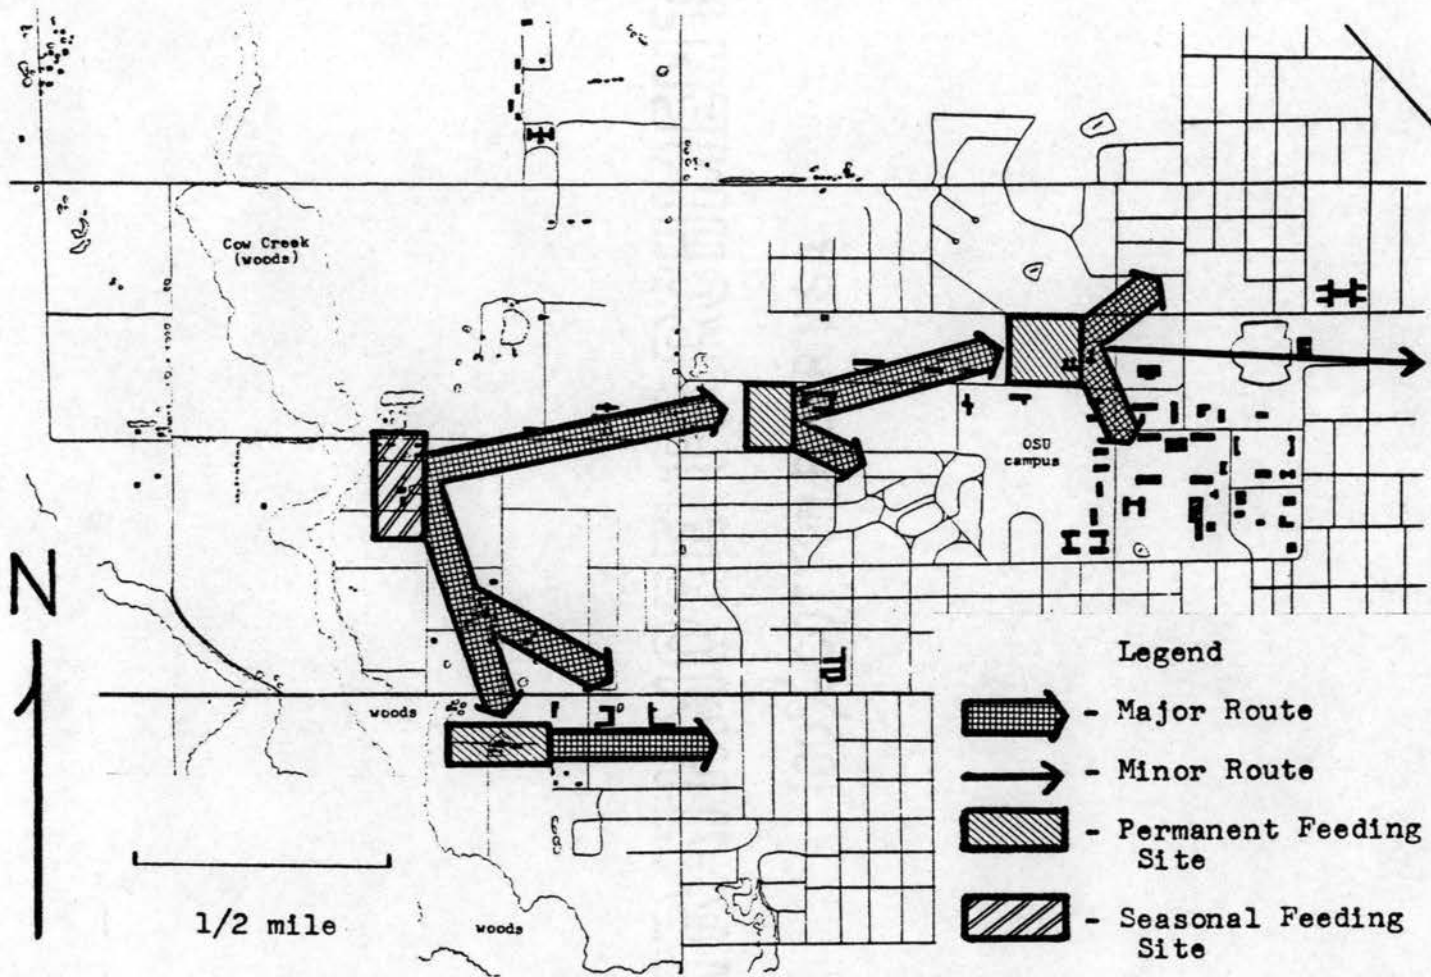 Cow Creek
(woods)
OSU
campus
N
woods
woods
1/2 mile
Legend
- Major Route
- Minor Route
- Permanent Feeding
Site
- Seasonal Feeding
Site